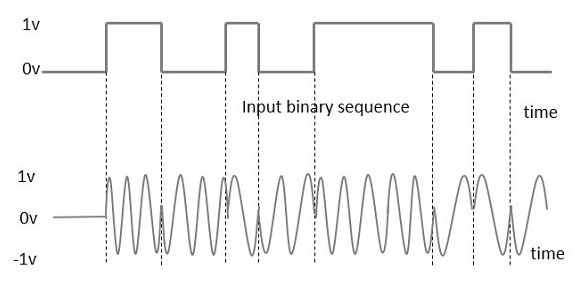 1v
0v
Input binary sequence
time
1v
0v
-1v
time